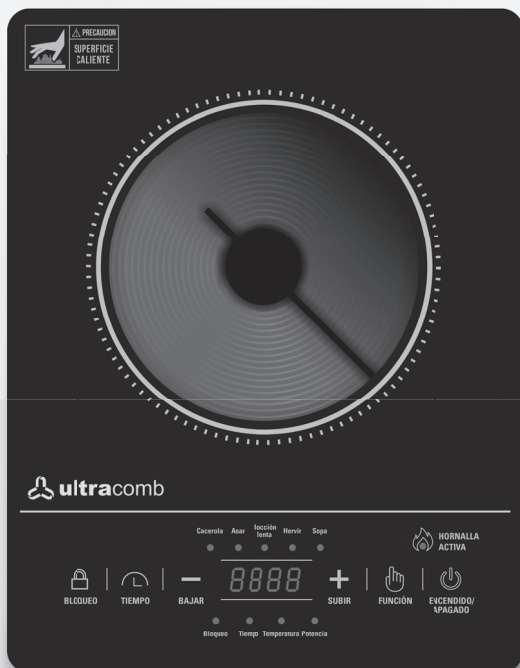 PRECAUCION
SUPERFICIE
CALIENTE
ultracomb
Cacerola Asar locción lenta Hervir Sopa
HORNALLA
ACTIVA
8888
BLOQUEO TIEMPO BAJAR SUBIR FUNCIÓN ENCENDIDO/
APAGADO
Bloqueo Tiempo Temperatura Potencia